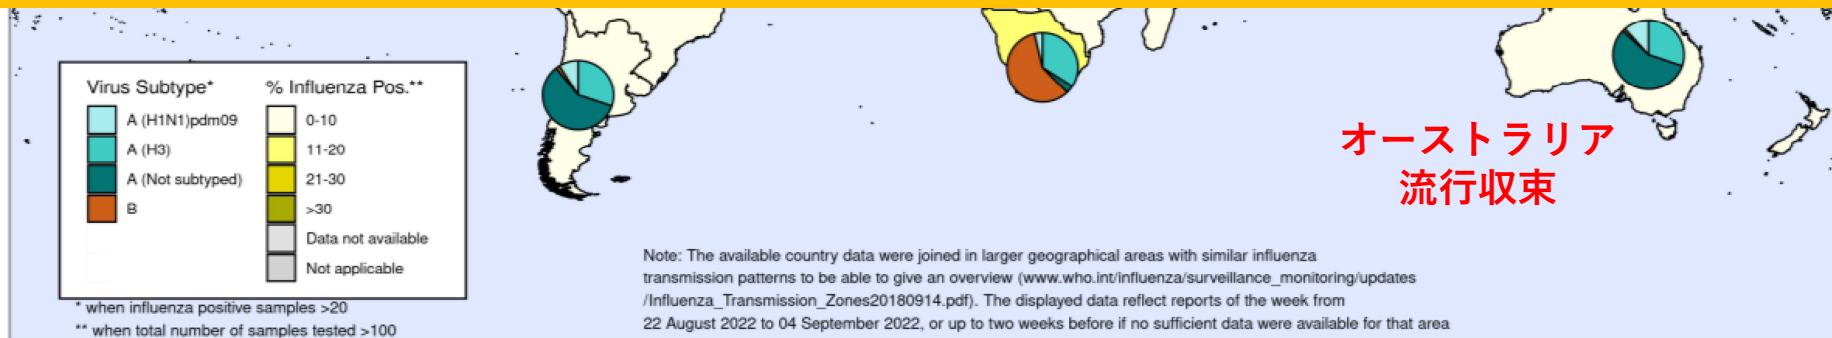 Virus Subtype*
A (H1N1)pdm09
A (H3)
A (Not subtyped)
B
% Influenza Pos.**
0-10
11-20
21-30
>30
Data not available
Not applicable
* when influenza positive samples >20
** when total number of samples tested >100
オーストラリア
流行収束
Note: The available country data were joined in larger geographical areas with similar influenza
transmission patterns to be able to give an overview (www.who.int/influenza/surveillance_monitoring/updates
/Influenza_Transmission_Zones20180914.pdf). The displayed data reflect reports of the week from
22 August 2022 to 04 September 2022, or up to two weeks before if no sufficient data were available for that area